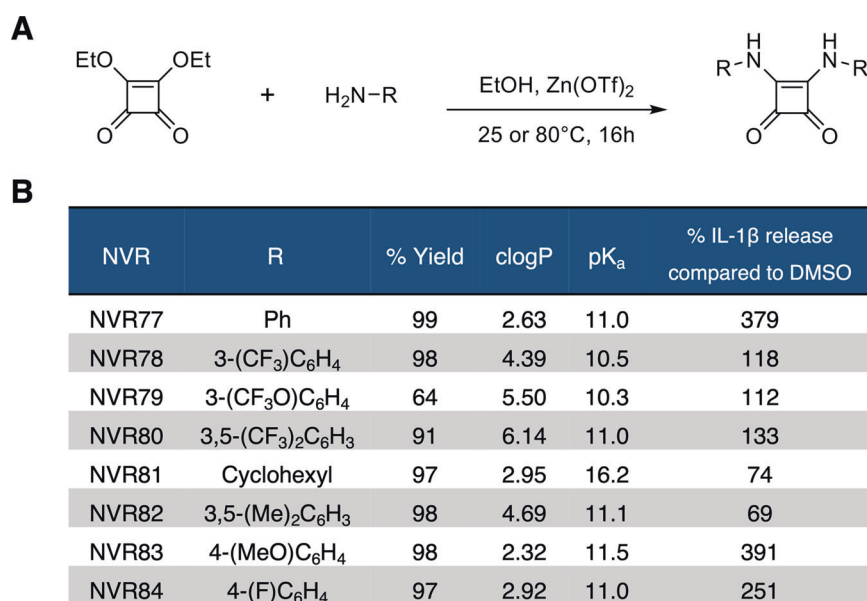 A
EtO OEt
O O
+
H₂N–R
EtOH, Zn(OTf)₂
25 or 80°C, 16h
H H
R N N R
O O
B
NVR R % Yield clogP pKₐ % IL-1β release compared to DMSO
NVR77 Ph 99 2.63 11.0 379
NVR78 3-(CF₃)C₆H₄ 98 4.39 10.5 118
NVR79 3-(CF₃O)C₆H₄ 64 5.50 10.3 112
NVR80 3,5-(CF₃)₂C₆H₃ 91 6.14 11.0 133
NVR81 Cyclohexyl 97 2.95 16.2 74
NVR82 3,5-(Me)₂C₆H₃ 98 4.69 11.1 69
NVR83 4-(MeO)C₆H₄ 98 2.32 11.5 391
NVR84 4-(F)C₆H₄ 97 2.92 11.0 251